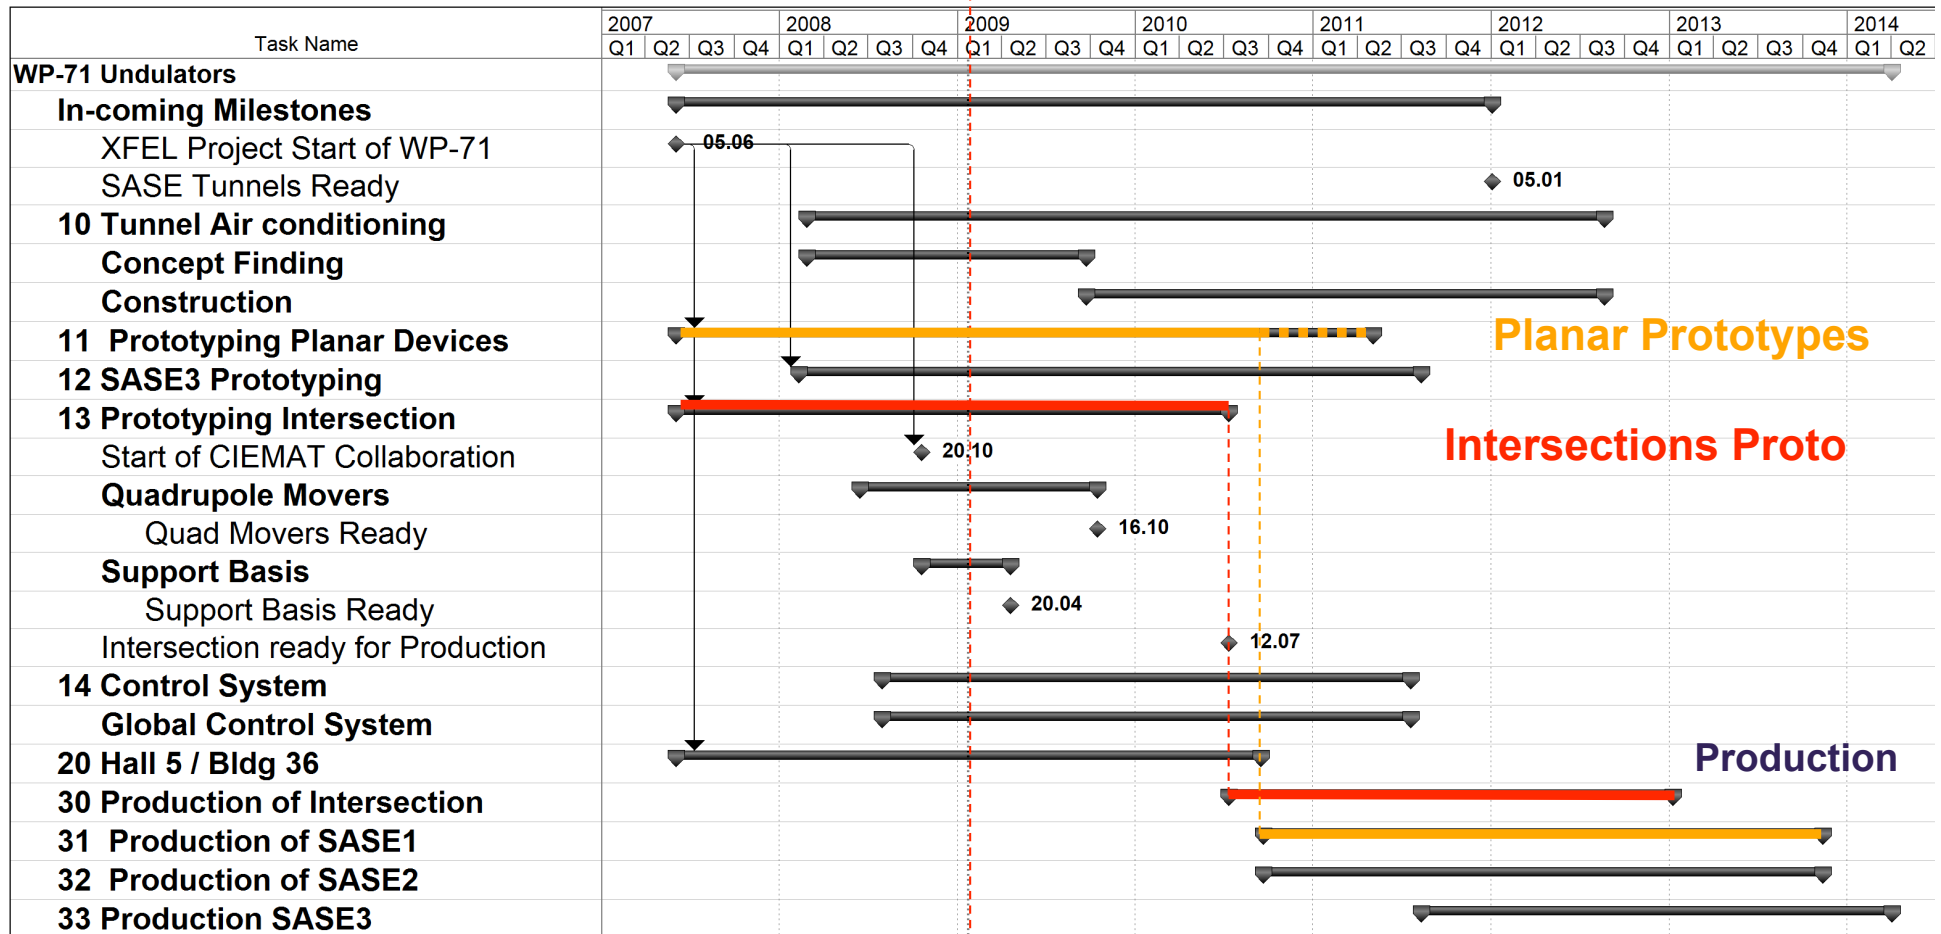 2007 2008 2009 2010 2011 2012 2013 2014
Task Name Q1 Q2 Q3 Q4 Q1 Q2 Q3 Q4 Q1 Q2 Q3 Q4 Q1 Q2 Q3 Q4 Q1 Q2 Q3 Q4 Q1 Q2 Q3 Q4 Q1 Q2 Q3 Q4 Q1 Q2
WP-71 Undulators
In-coming Milestones
XFEL Project Start of WP-71 05.06
SASE Tunnels Ready 05.01
10 Tunnel Air conditioning
Concept Finding
Construction
11 Prototyping Planar Devices Planar Prototypes
12 SASE3 Prototyping
13 Prototyping Intersection
Intersections Proto
Start of CIEMAT Collaboration 20.10
Quadrupole Movers
Quad Movers Ready 16.10
Support Basis
Support Basis Ready 20.04
Intersection ready for Production 12.07
14 Control System
Global Control System
20 Hall 5 / Bldg 36 Production
30 Production of Intersection
31 Production of SASE1
32 Production of SASE2
33 Production SASE3